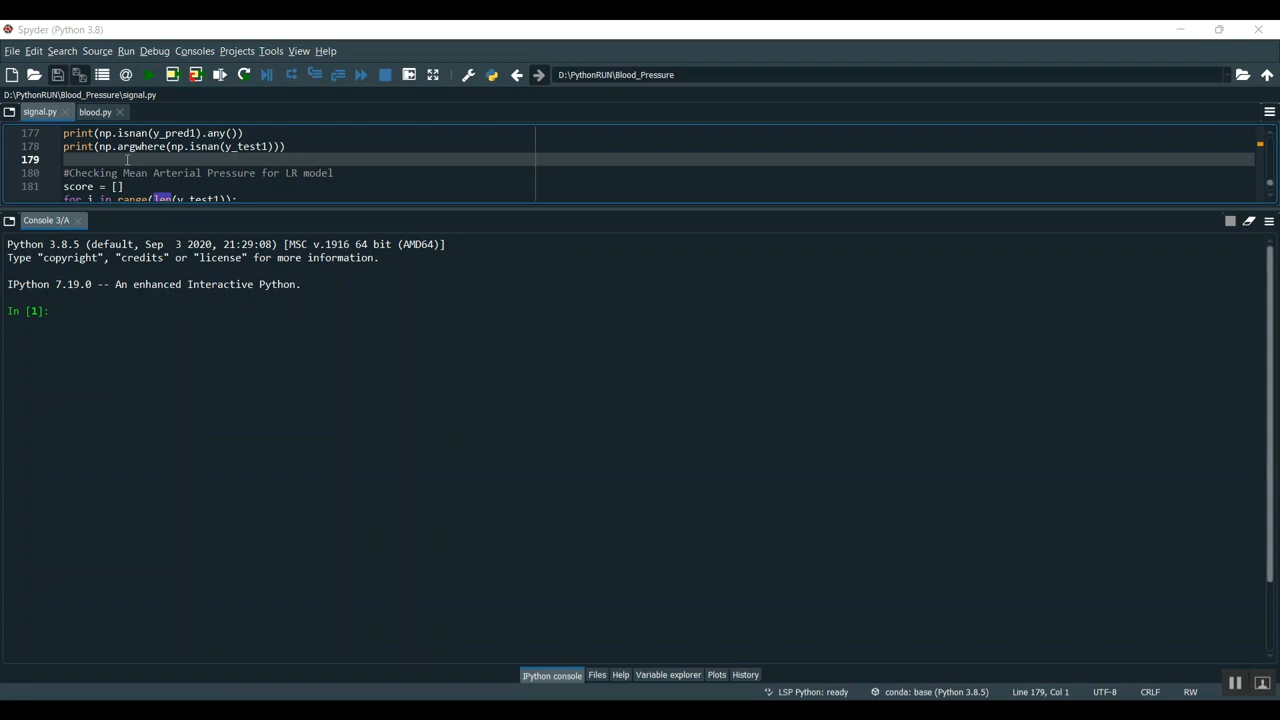 Spyder (Python 3.8)
File Edit Search Source Run Debug Consoles Projects Tools View Help
D:\PythonRUN\Blood_Pressure
D:\PythonRUN\Blood_Pressure\signal.py
signal.py blood.py
177 print(np.isnan(y_pred1).any())
178 print(np.argwhere(np.isnan(y_test1)))
179
180 #Checking Mean Arterial Pressure for LR model
181 score = []
for i in range(len(y_test1)):
Console 3/A
Python 3.8.5 (default, Sep  3 2020, 21:29:08) [MSC v.1916 64 bit (AMD64)]
Type "copyright", "credits" or "license" for more information.
IPython 7.19.0 -- An enhanced Interactive Python.
In [1]:
IPython console Files Help Variable explorer Plots History
LSP Python: ready conda: base (Python 3.8.5) Line 179, Col 1 UTF-8 CRLF RW